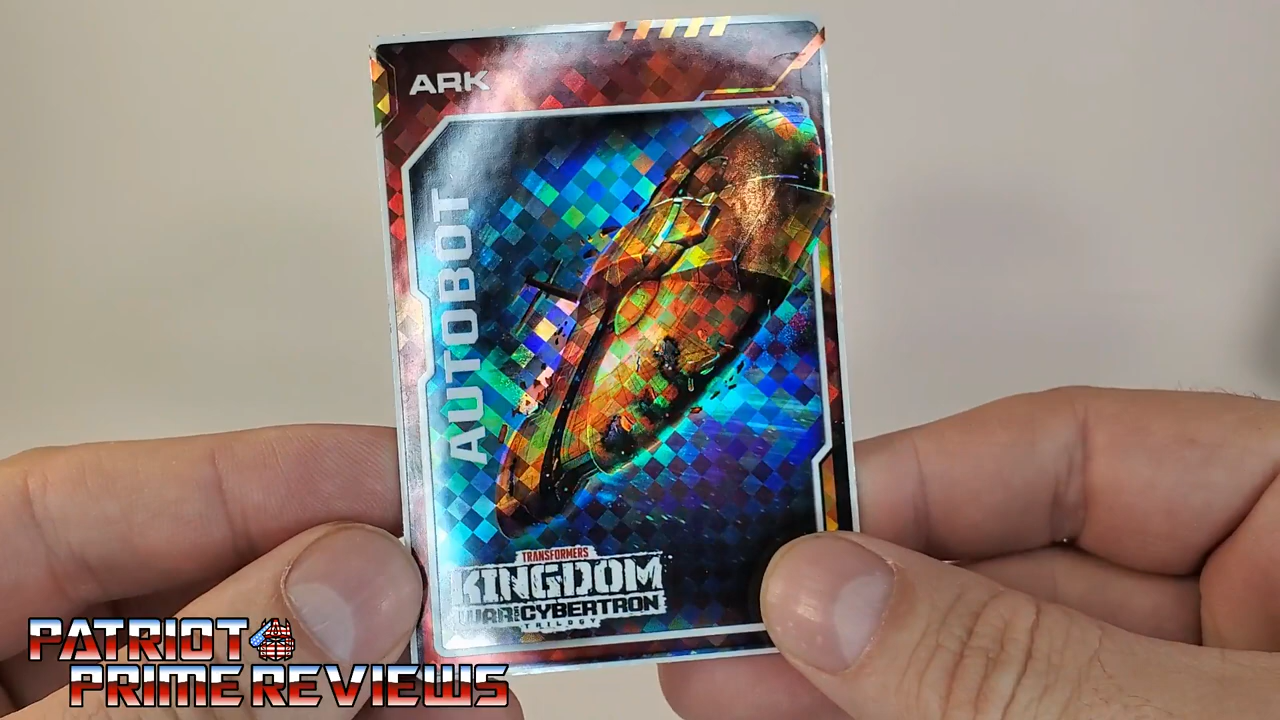 ARK
AUTOBOT
TRANSFORMERS
KINGDOM
WAR FOR CYBERTRON
TRILOGY
PATRIOT
PRIME REVIEWS